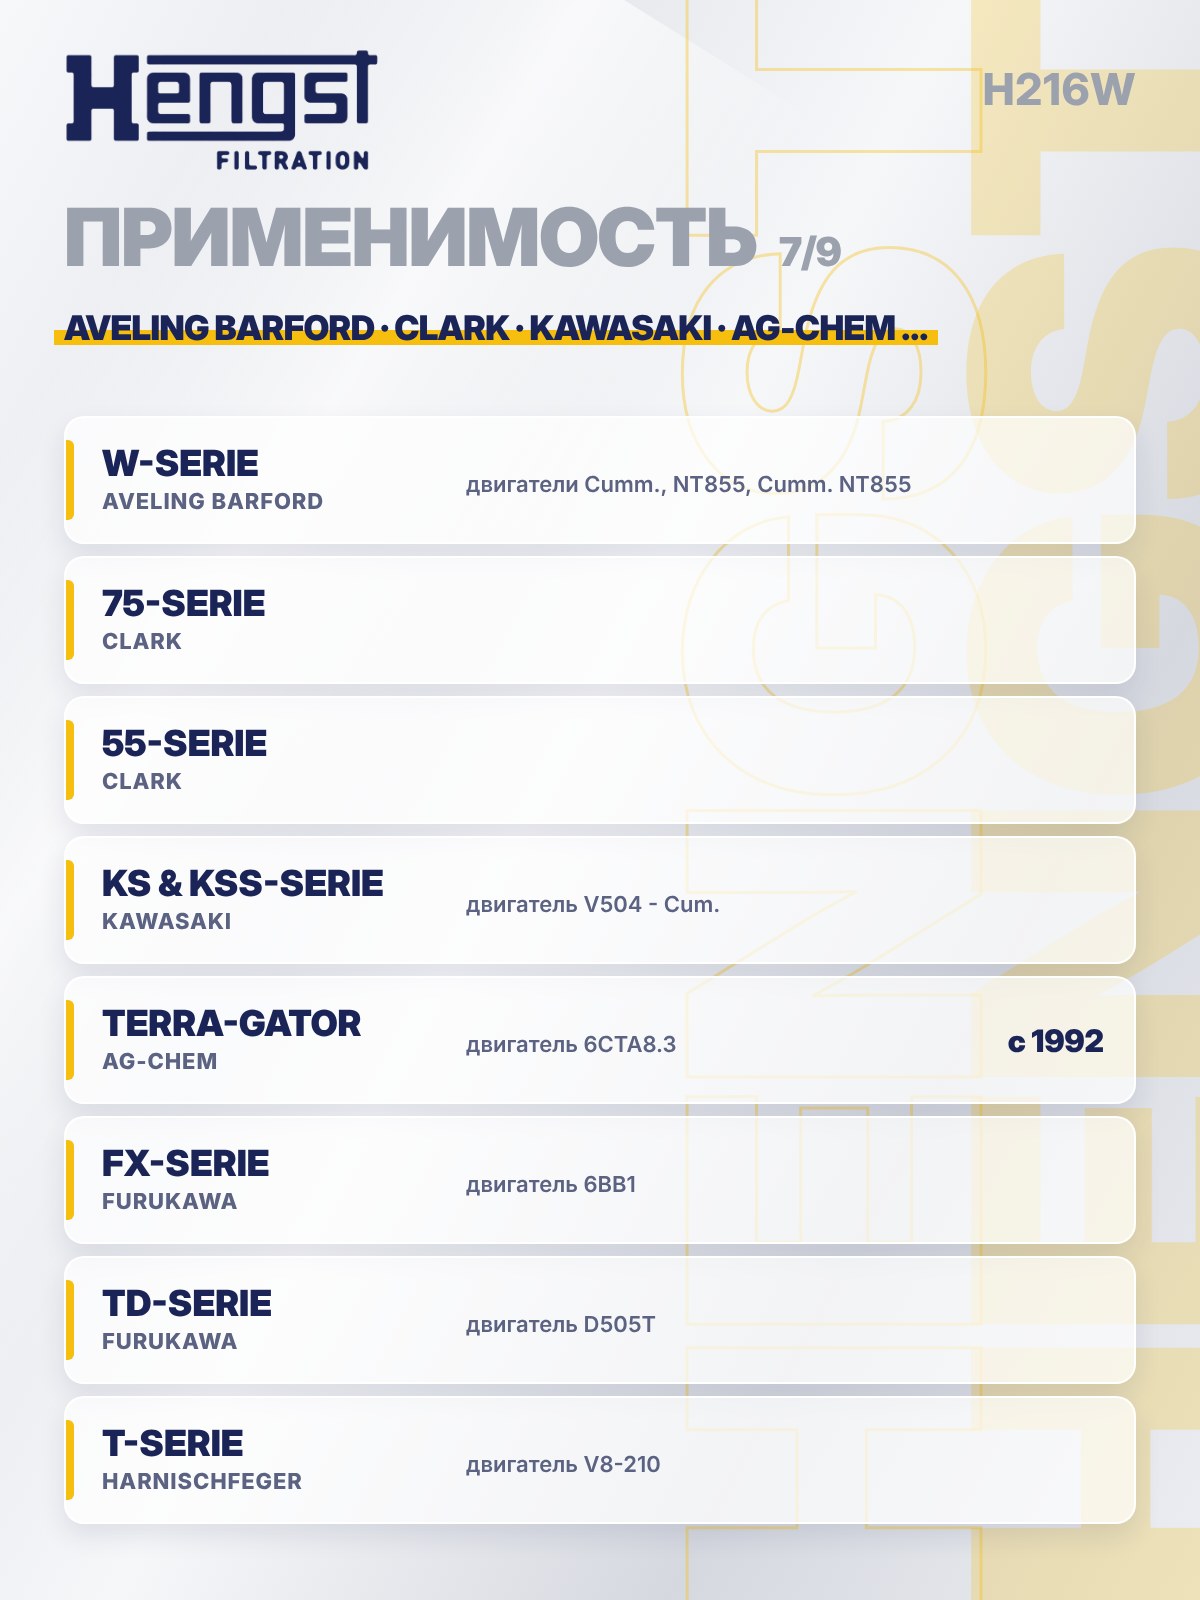 Hengst
FILTRATION
H216W
ПРИМЕНИМОСТЬ 7/9
AVELING BARFORD · CLARK · KAWASAKI · AG-CHEM ...
W-SERIE
AVELING BARFORD
двигатели Cumm., NT855, Cumm. NT855
75-SERIE
CLARK
55-SERIE
CLARK
KS & KSS-SERIE
KAWASAKI
двигатель V504 - Cum.
TERRA-GATOR
AG-CHEM
двигатель 6CTA8.3
с 1992
FX-SERIE
FURUKAWA
двигатель 6BB1
TD-SERIE
FURUKAWA
двигатель D505T
T-SERIE
HARNISCHFEGER
двигатель V8-210
HENGST
HENGST